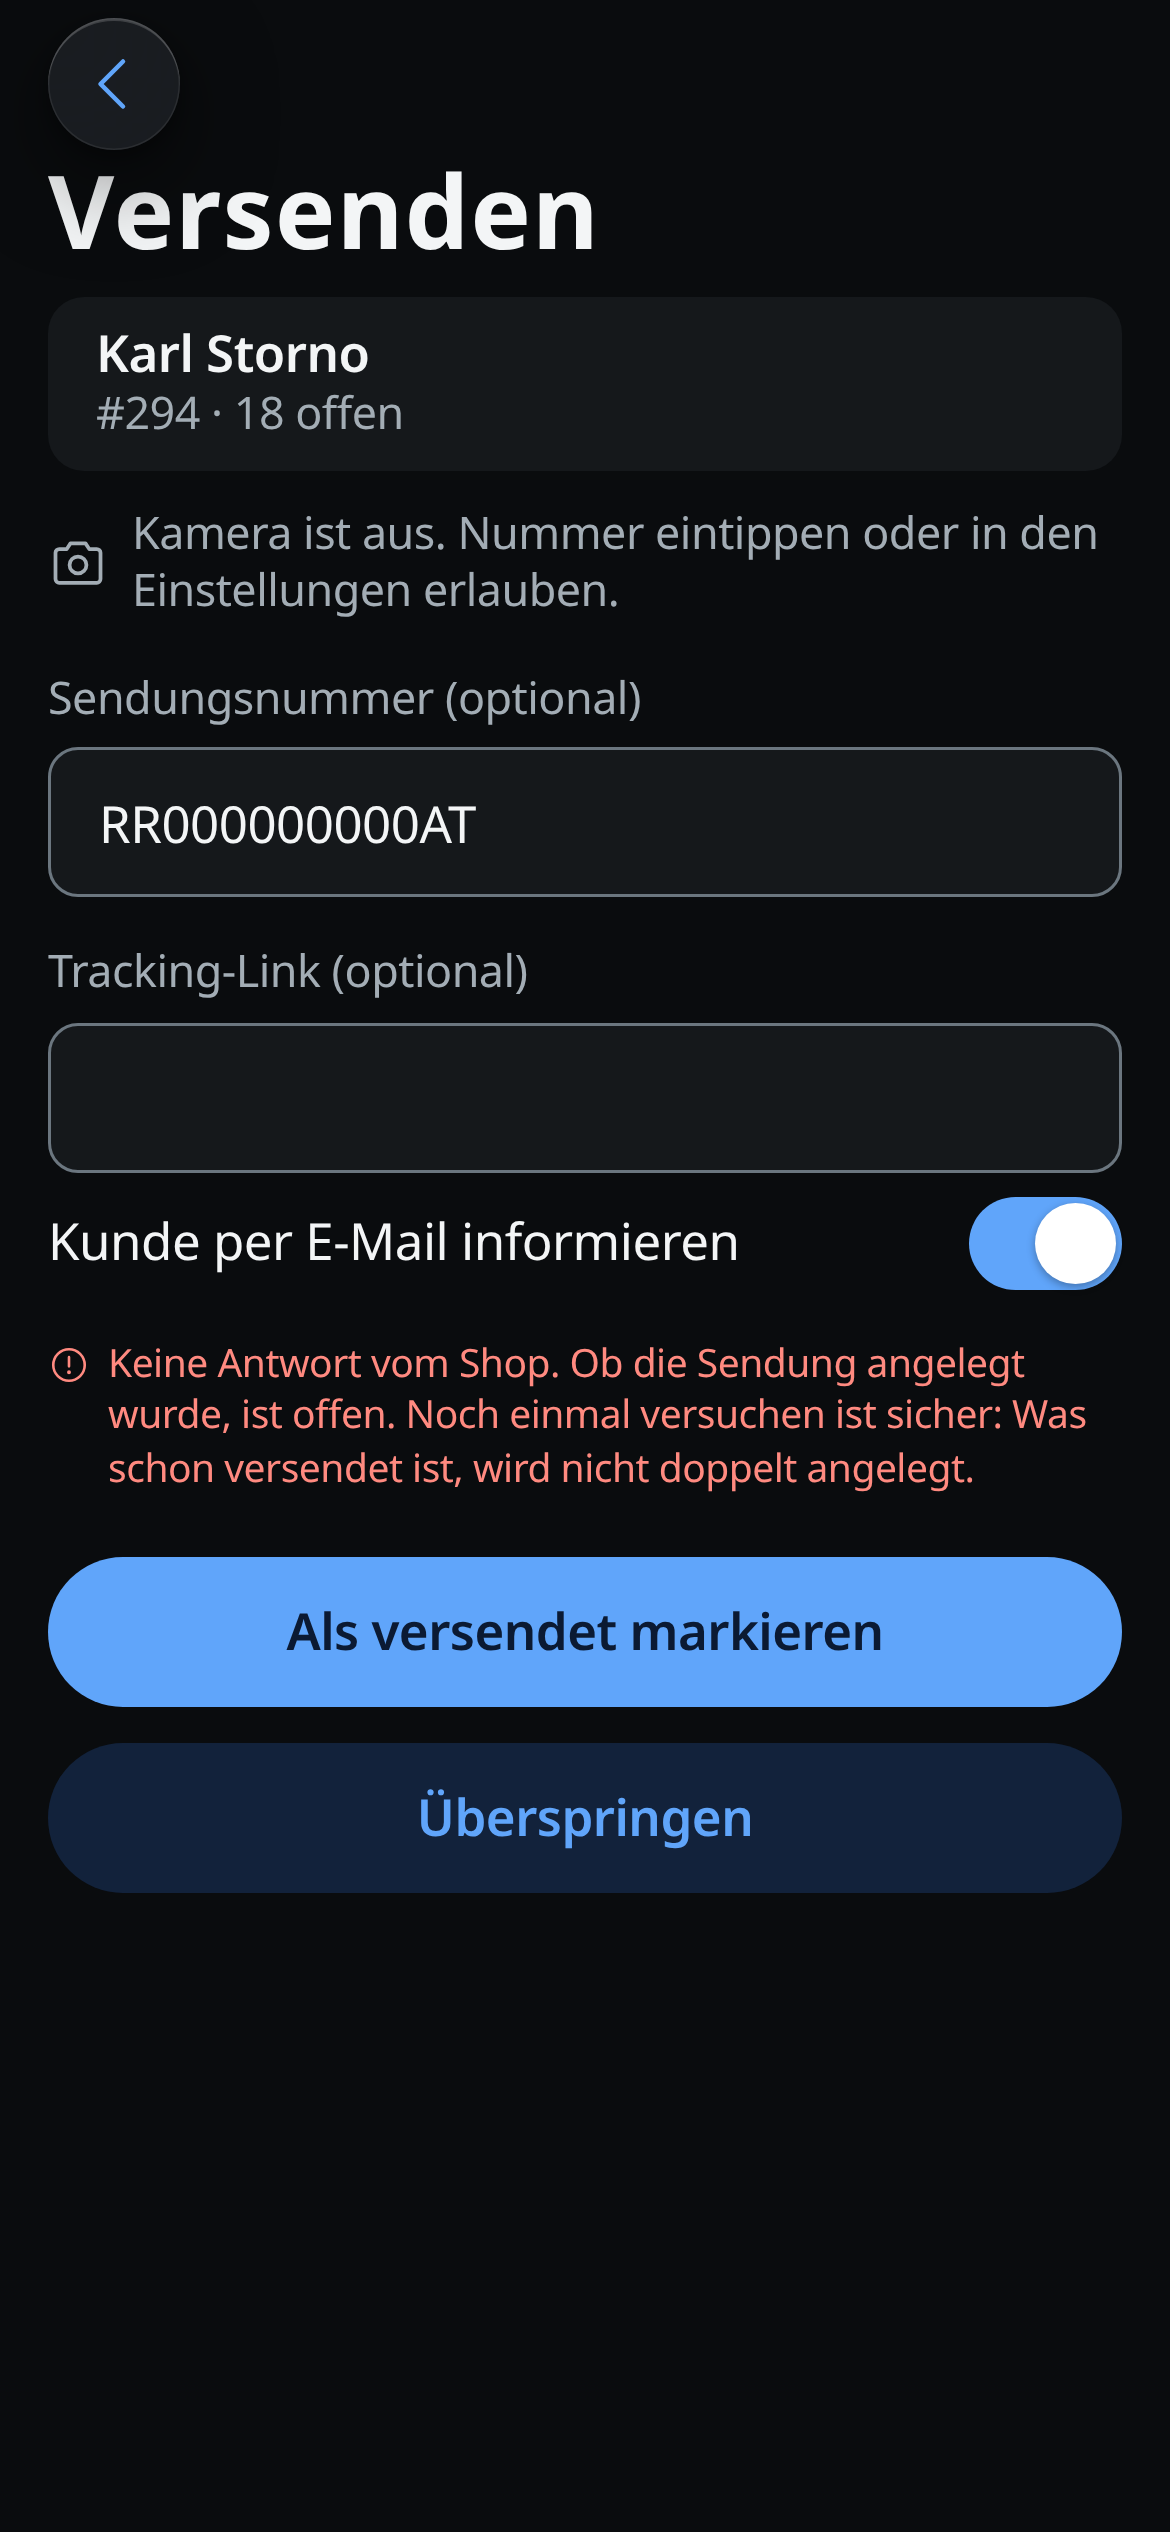 Versenden
Karl Storno
#294 · 18 offen
Kamera ist aus. Nummer eintippen oder in den
Einstellungen erlauben.
Sendungsnummer (optional)
RR000000000AT
Tracking-Link (optional)
Kunde per E-Mail informieren
Keine Antwort vom Shop. Ob die Sendung angelegt
wurde, ist offen. Noch einmal versuchen ist sicher: Was
schon versendet ist, wird nicht doppelt angelegt.
Als versendet markieren
Überspringen